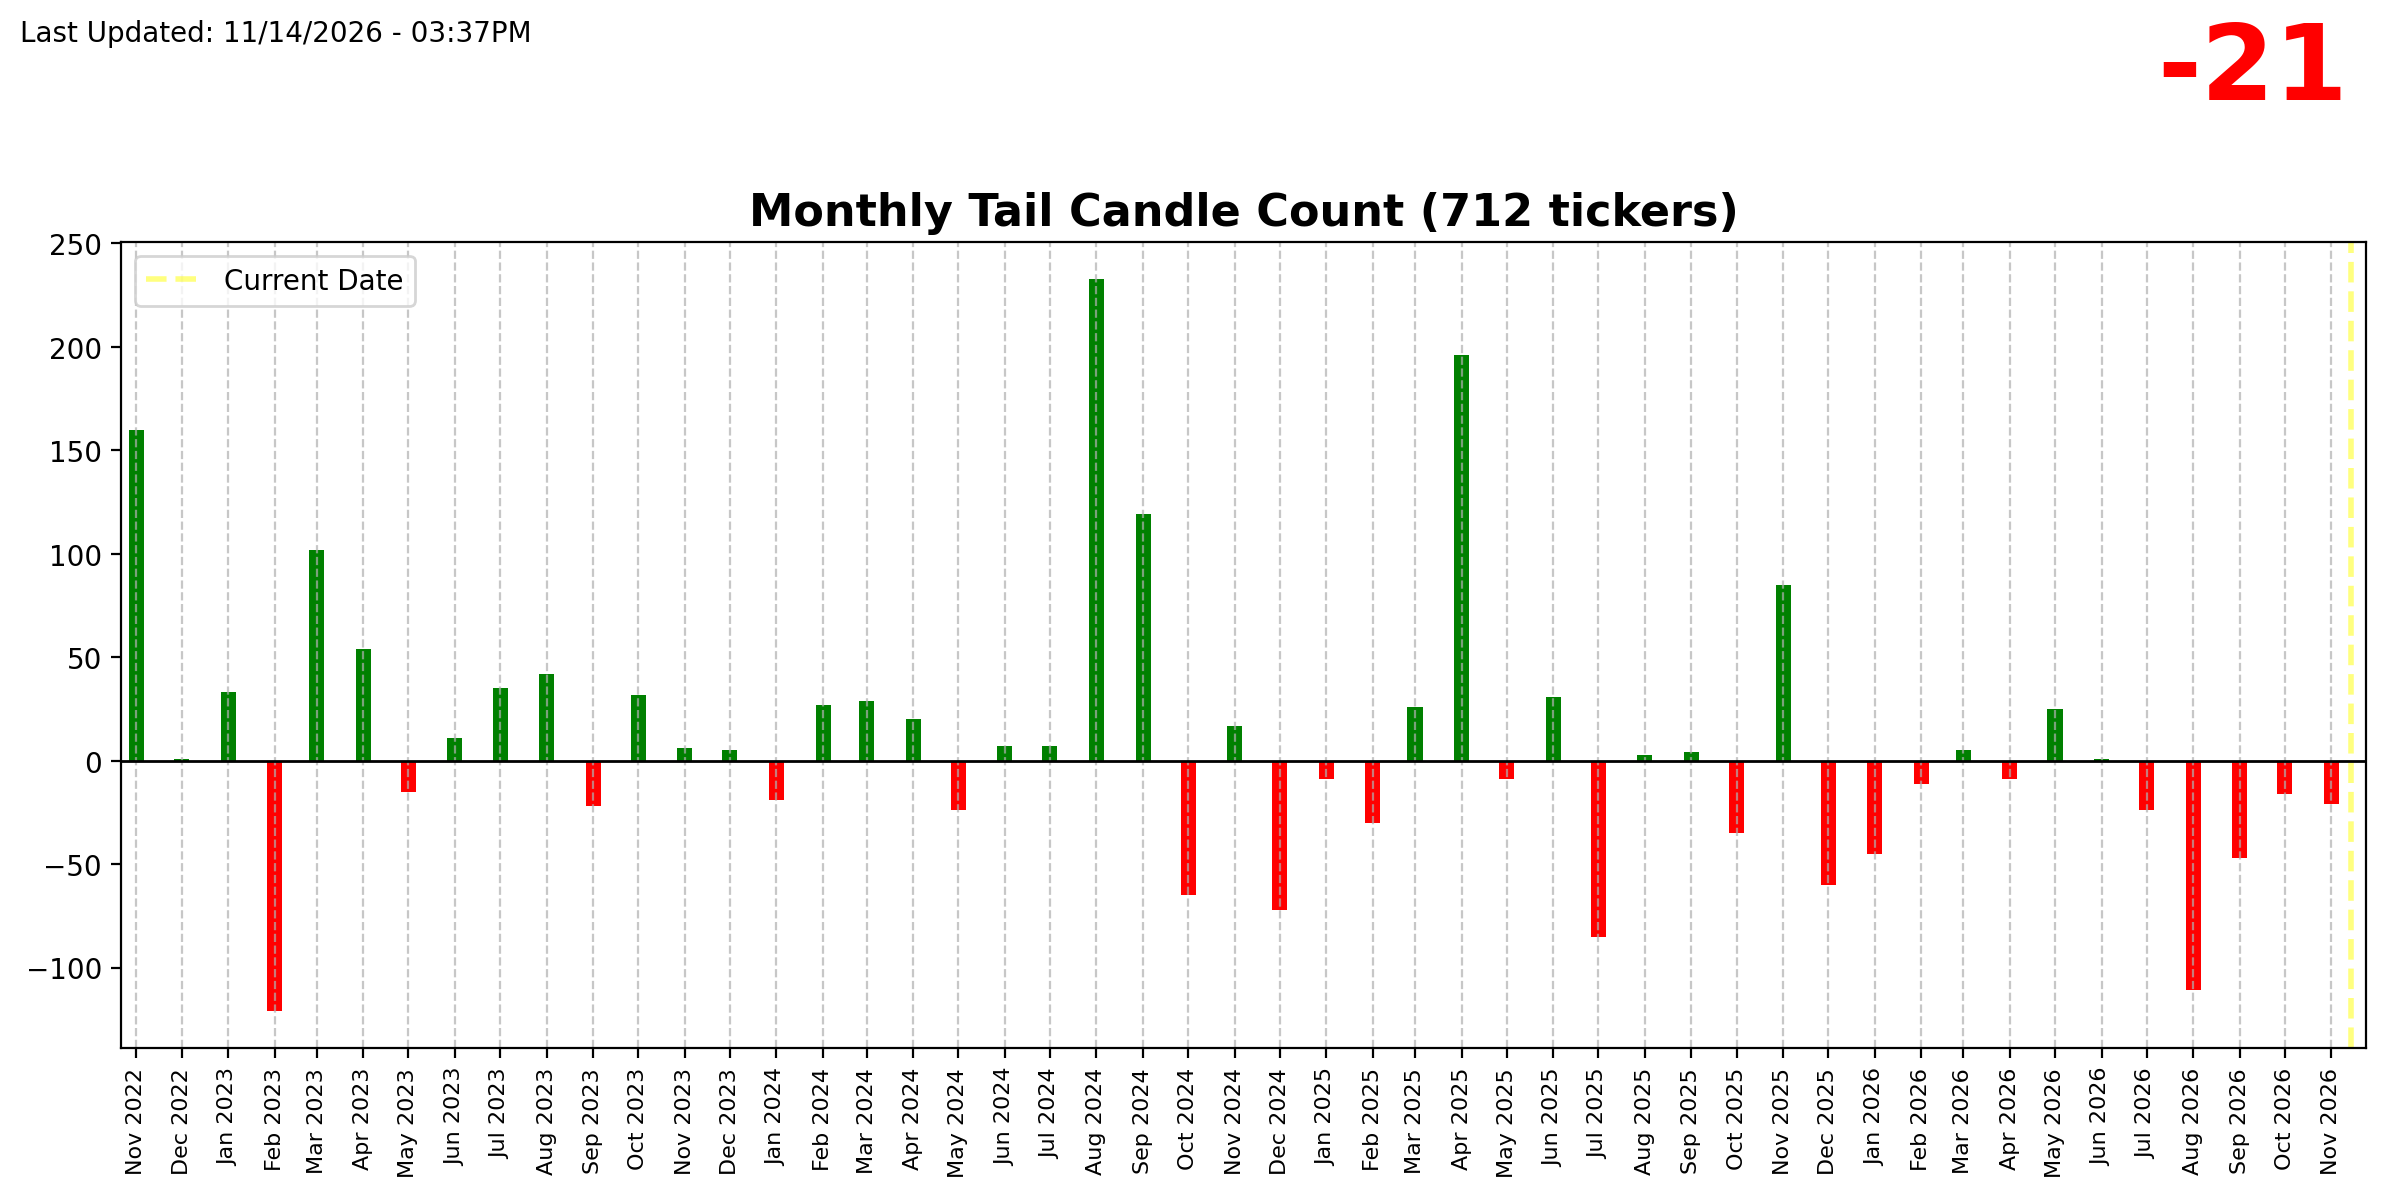 Last Updated: 11/14/2026 - 03:37PM
-21
Monthly Tail Candle Count (712 tickers)
Current Date
250
200
150
100
50
0
−50
−100
Nov 2022
Dec 2022
Jan 2023
Feb 2023
Mar 2023
Apr 2023
May 2023
Jun 2023
Jul 2023
Aug 2023
Sep 2023
Oct 2023
Nov 2023
Dec 2023
Jan 2024
Feb 2024
Mar 2024
Apr 2024
May 2024
Jun 2024
Jul 2024
Aug 2024
Sep 2024
Oct 2024
Nov 2024
Dec 2024
Jan 2025
Feb 2025
Mar 2025
Apr 2025
May 2025
Jun 2025
Jul 2025
Aug 2025
Sep 2025
Oct 2025
Nov 2025
Dec 2025
Jan 2026
Feb 2026
Mar 2026
Apr 2026
May 2026
Jun 2026
Jul 2026
Aug 2026
Sep 2026
Oct 2026
Nov 2026